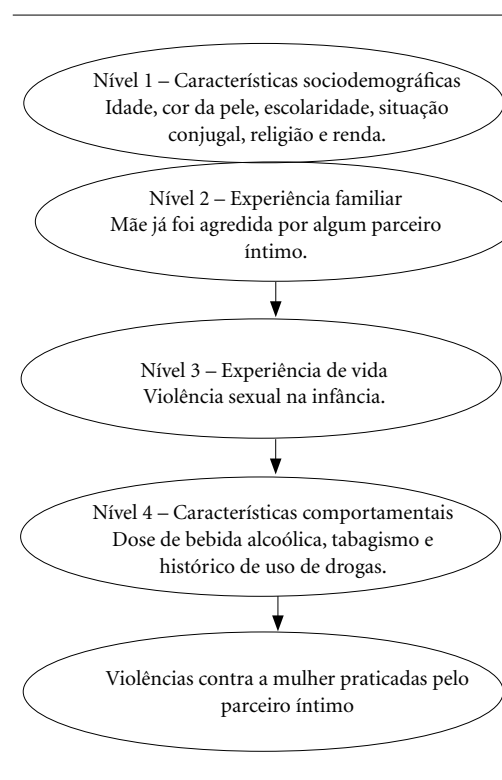 Nível 1 – Características sociodemográficas
Idade, cor da pele, escolaridade, situação
conjugal, religião e renda.
Nível 2 – Experiência familiar
Mãe já foi agredida por algum parceiro
íntimo.
Nível 3 – Experiência de vida
Violência sexual na infância.
Nível 4 – Características comportamentais
Dose de bebida alcoólica, tabagismo e
histórico de uso de drogas.
Violências contra a mulher praticadas pelo
parceiro íntimo